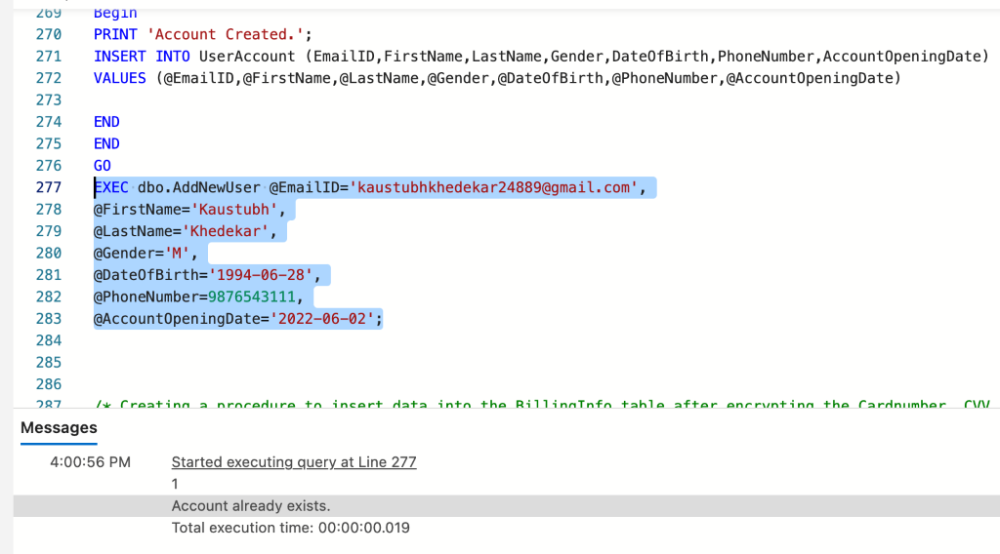 269 Begin
270 PRINT 'Account Created.';
271 INSERT INTO UserAccount (EmailID,FirstName,LastName,Gender,DateOfBirth,PhoneNumber,AccountOpeningDate)
272 VALUES (@EmailID,@FirstName,@LastName,@Gender,@DateOfBirth,@PhoneNumber,@AccountOpeningDate)
273
274 END
275 END
276 GO
277 EXEC dbo.AddNewUser @EmailID='kaustubhkhedekar24889@gmail.com',
278 @FirstName='Kaustubh',
279 @LastName='Khedekar',
280 @Gender='M',
281 @DateOfBirth='1994-06-28',
282 @PhoneNumber=9876543111,
283 @AccountOpeningDate='2022-06-02';
284
285
286
287 /* Creating a procedure to insert data into the BillingInfo table after encrypting the Cardnumber, CVV
Messages
4:00:56 PM Started executing query at Line 277
1
Account already exists.
Total execution time: 00:00:00.019